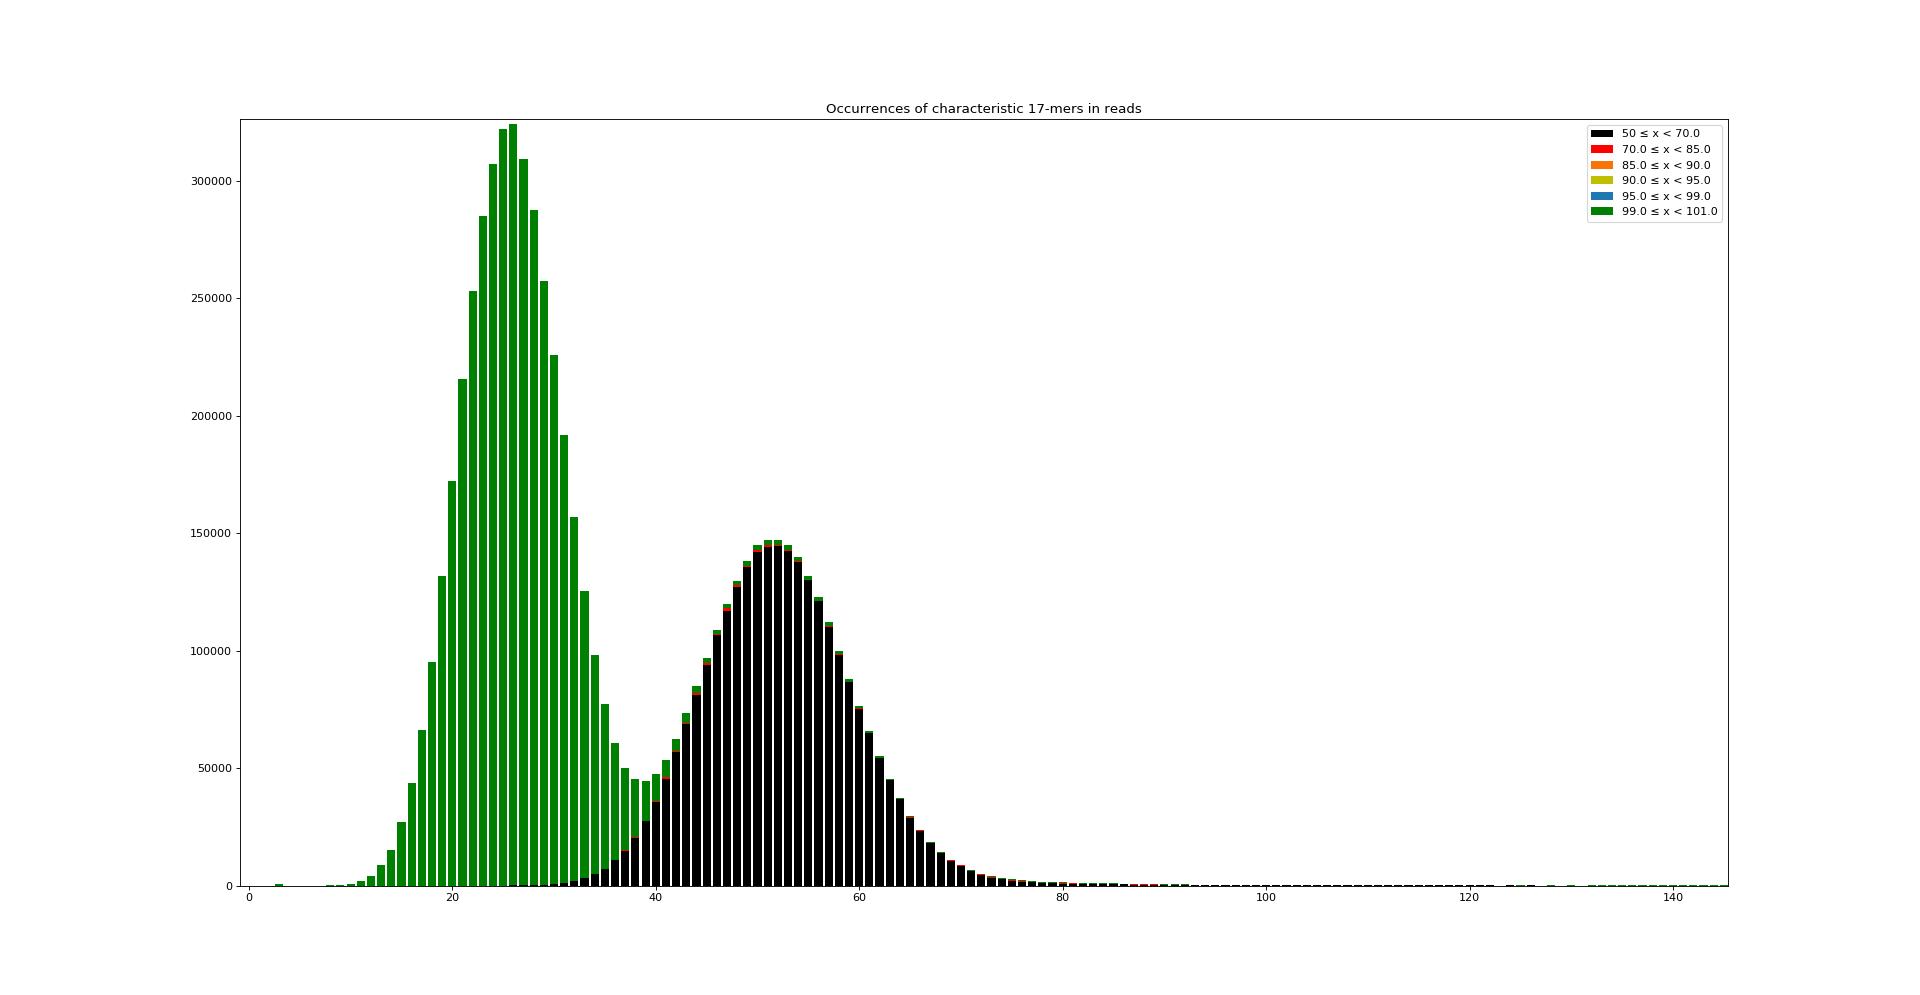 Occurrences of characteristic 17-mers in reads
50 ≤ x < 70.0
70.0 ≤ x < 85.0
85.0 ≤ x < 90.0
90.0 ≤ x < 95.0
95.0 ≤ x < 99.0
99.0 ≤ x < 101.0
300000
250000
200000
150000
100000
50000
0
0 20 40 60 80 100 120 140